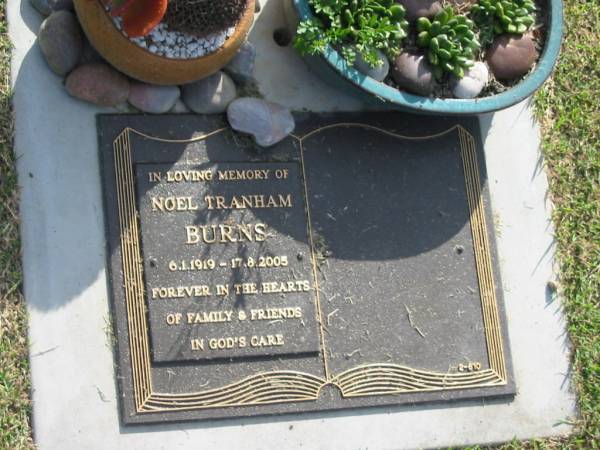 IN LOVING MEMORY OF
NOEL TRANHAM
BURNS
6.1.1919 - 17.8.2005
FOREVER IN THE HEARTS
OF FAMILY & FRIENDS
IN GOD'S CARE